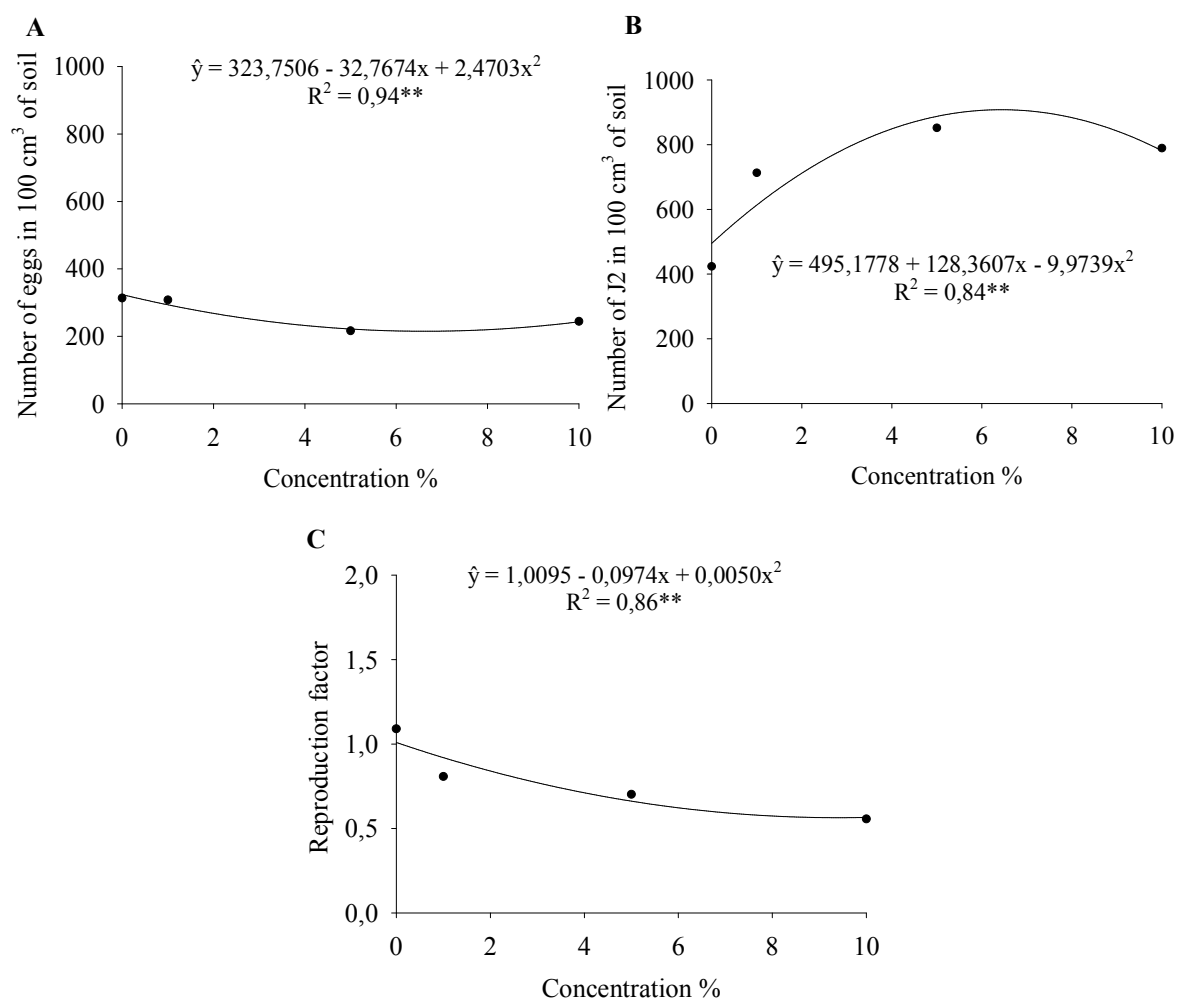 A
ŷ = 323,7506 - 32,7674x + 2,4703x²
R² = 0,94**
Number of eggs in 100 cm³ of soil
1000
800
600
400
200
0
0 2 4 6 8 10
Concentration %
B
ŷ = 495,1778 + 128,3607x - 9,9739x²
R² = 0,84**
Number of J2 in 100 cm³ of soil
1000
800
600
400
200
0
0 2 4 6 8 10
Concentration %
C
ŷ = 1,0095 - 0,0974x + 0,0050x²
R² = 0,86**
Reproduction factor
2,0
1,5
1,0
0,5
0,0
0 2 4 6 8 10
Concentration %